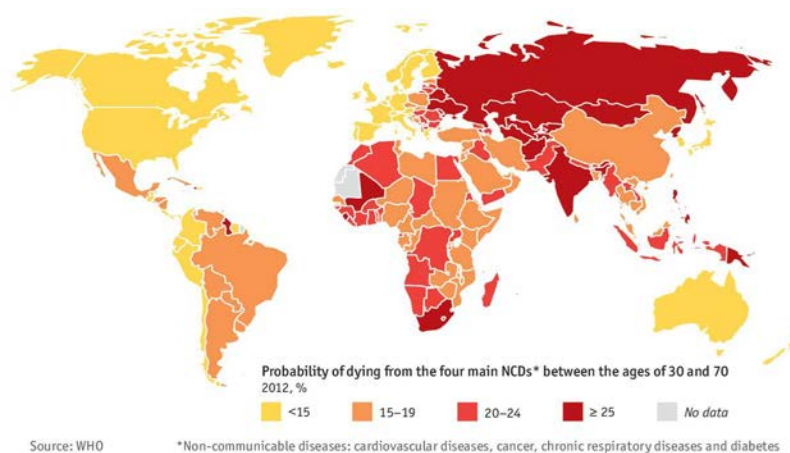 Probability of dying from the four main NCDs* between the ages of 30 and 70
2012, %
<15 15–19 20–24 ≥ 25 No data
Source: WHO *Non-communicable diseases: cardiovascular diseases, cancer, chronic respiratory diseases and diabetes